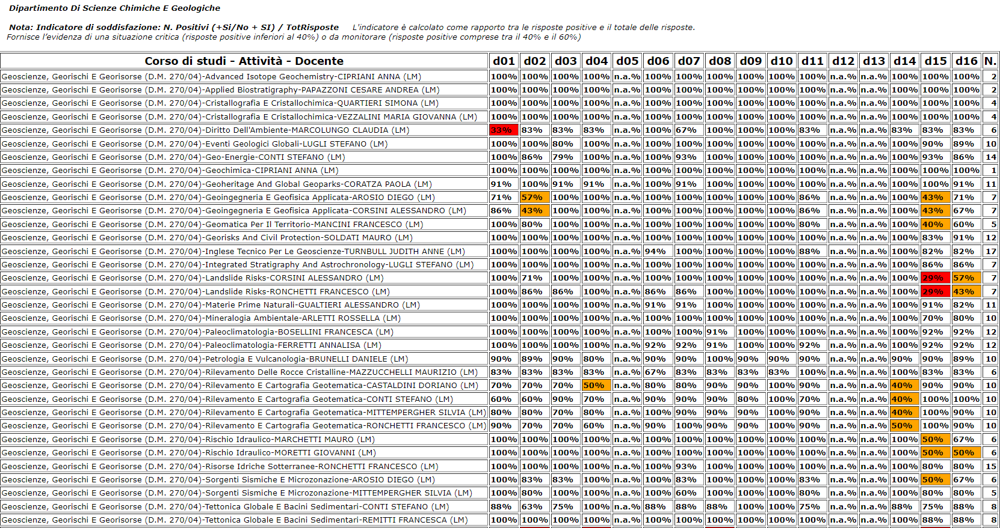 Dipartimento Di Scienze Chimiche E Geologiche
Nota: Indicatore di soddisfazione: N. Positivi (+Si/No + SI) / TotRisposte L'indicatore è calcolato come rapporto tra le risposte positive e il totale delle risposte.
Fornisce l’evidenza di una situazione critica (risposte positive inferiori al 40%) o da monitorare (risposte positive comprese tra il 40% e il 60%)
Corso di studi - Attività - Docente d01 d02 d03 d04 d05 d06 d07 d08 d09 d10 d11 d12 d13 d14 d15 d16 N.
Geoscienze, Georischi E Georisorse (D.M. 270/04)-Advanced Isotope Geochemistry-CIPRIANI ANNA (LM) 100% 100% 100% 100% n.a.% 100% 100% 100% 100% 100% 100% n.a.% n.a.% 100% 100% 100% 2
Geoscienze, Georischi E Georisorse (D.M. 270/04)-Applied Biostratigraphy-PAPAZZONI CESARE ANDREA (LM) 100% 100% 100% 100% n.a.% 100% 100% 100% 100% 100% 100% n.a.% n.a.% 100% 100% 100% 2
Geoscienze, Georischi E Georisorse (D.M. 270/04)-Cristallografia E Cristallochimica-QUARTIERI SIMONA (LM) 100% 100% 100% 100% n.a.% 100% 100% 100% 100% 100% 100% n.a.% n.a.% 100% 100% 100% 4
Geoscienze, Georischi E Georisorse (D.M. 270/04)-Cristallografia E Cristallochimica-VEZZALINI MARIA GIOVANNA (LM) 100% 100% 100% 100% n.a.% 100% 100% 100% 100% 100% 100% n.a.% n.a.% 100% 100% 100% 4
Geoscienze, Georischi E Georisorse (D.M. 270/04)-Diritto Dell'Ambiente-MARCOLUNGO CLAUDIA (LM) 33% 83% 83% 83% n.a.% 100% 67% 100% 100% 100% 83% n.a.% n.a.% 83% 83% 83% 6
Geoscienze, Georischi E Georisorse (D.M. 270/04)-Eventi Geologici Globali-LUGLI STEFANO (LM) 100% 100% 80% 100% n.a.% 100% 100% 100% 100% 100% 100% n.a.% n.a.% 100% 90% 89% 10
Geoscienze, Georischi E Georisorse (D.M. 270/04)-Geo-Energie-CONTI STEFANO (LM) 100% 86% 79% 100% n.a.% 100% 93% 100% 100% 100% 100% n.a.% n.a.% 100% 93% 86% 14
Geoscienze, Georischi E Georisorse (D.M. 270/04)-Geochimica-CIPRIANI ANNA (LM) 100% 100% 100% 100% n.a.% 100% 100% 100% 100% 100% 100% n.a.% n.a.% 100% 100% 100% 1
Geoscienze, Georischi E Georisorse (D.M. 270/04)-Geoheritage And Global Geoparks-CORATZA PAOLA (LM) 91% 100% 91% 91% n.a.% 100% 91% 100% 100% 100% 100% n.a.% n.a.% 100% 100% 91% 11
Geoscienze, Georischi E Georisorse (D.M. 270/04)-Geoingegneria E Geofisica Applicata-AROSIO DIEGO (LM) 71% 57% 100% 100% n.a.% 100% 100% 100% 100% 100% 86% n.a.% n.a.% 100% 43% 71% 7
Geoscienze, Georischi E Georisorse (D.M. 270/04)-Geoingegneria E Geofisica Applicata-CORSINI ALESSANDRO (LM) 86% 43% 100% 100% n.a.% 100% 100% 100% 100% 100% 86% n.a.% n.a.% 100% 43% 67% 7
Geoscienze, Georischi E Georisorse (D.M. 270/04)-Geomatica Per Il Territorio-MANCINI FRANCESCO (LM) 100% 80% 100% 100% n.a.% 100% 100% 100% 100% 100% 80% n.a.% n.a.% 100% 40% 60% 5
Geoscienze, Georischi E Georisorse (D.M. 270/04)-Georisks And Civil Protection-SOLDATI MAURO (LM) 100% 100% 100% 100% n.a.% 100% 100% 100% 100% 100% 100% n.a.% n.a.% 100% 83% 91% 12
Geoscienze, Georischi E Georisorse (D.M. 270/04)-Inglese Tecnico Per Le Geoscienze-TURNBULL JUDITH ANNE (LM) 100% 100% 100% 100% n.a.% 94% 100% 100% 100% 100% 88% n.a.% n.a.% 100% 82% 82% 17
Geoscienze, Georischi E Georisorse (D.M. 270/04)-Integrated Stratigraphy And Astrochronology-LUGLI STEFANO (LM) 100% 100% 100% 100% n.a.% 100% 100% 100% 100% 100% 100% n.a.% n.a.% 100% 86% 86% 7
Geoscienze, Georischi E Georisorse (D.M. 270/04)-Landslide Risks-CORSINI ALESSANDRO (LM) 100% 71% 100% 100% n.a.% 100% 100% 100% 100% 100% 100% n.a.% n.a.% 100% 29% 57% 7
Geoscienze, Georischi E Georisorse (D.M. 270/04)-Landslide Risks-RONCHETTI FRANCESCO (LM) 100% 86% 86% 100% n.a.% 86% 86% 100% 100% 100% 100% n.a.% n.a.% 100% 29% 43% 7
Geoscienze, Georischi E Georisorse (D.M. 270/04)-Materie Prime Naturali-GUALTIERI ALESSANDRO (LM) 100% 100% 100% 100% n.a.% 91% 91% 100% 100% 100% 100% n.a.% n.a.% 100% 91% 82% 11
Geoscienze, Georischi E Georisorse (D.M. 270/04)-Mineralogia Ambientale-ARLETTI ROSSELLA (LM) 100% 100% 100% 100% n.a.% 100% 100% 100% 100% 100% 100% n.a.% n.a.% 100% 70% 80% 10
Geoscienze, Georischi E Georisorse (D.M. 270/04)-Paleoclimatologia-BOSELLINI FRANCESCA (LM) 100% 100% 100% 100% n.a.% 100% 100% 91% 100% 100% 100% n.a.% n.a.% 100% 92% 92% 12
Geoscienze, Georischi E Georisorse (D.M. 270/04)-Paleoclimatologia-FERRETTI ANNALISA (LM) 100% 100% 100% 100% n.a.% 92% 92% 91% 100% 100% 92% n.a.% n.a.% 100% 92% 92% 12
Geoscienze, Georischi E Georisorse (D.M. 270/04)-Petrologia E Vulcanologia-BRUNELLI DANIELE (LM) 90% 89% 90% 80% n.a.% 90% 90% 100% 90% 90% 90% n.a.% n.a.% 90% 90% 89% 10
Geoscienze, Georischi E Georisorse (D.M. 270/04)-Rilevamento Delle Rocce Cristalline-MAZZUCCHELLI MAURIZIO (LM) 83% 83% 83% 83% n.a.% 67% 83% 83% 83% 83% 100% n.a.% n.a.% 100% 83% 83% 6
Geoscienze, Georischi E Georisorse (D.M. 270/04)-Rilevamento E Cartografia Geotematica-CASTALDINI DORIANO (LM) 70% 70% 70% 50% n.a.% 80% 80% 90% 90% 100% 90% n.a.% n.a.% 40% 90% 90% 10
Geoscienze, Georischi E Georisorse (D.M. 270/04)-Rilevamento E Cartografia Geotematica-CONTI STEFANO (LM) 60% 60% 90% 70% n.a.% 90% 90% 90% 80% 100% 70% n.a.% n.a.% 40% 100% 100% 10
Geoscienze, Georischi E Georisorse (D.M. 270/04)-Rilevamento E Cartografia Geotematica-MITTEMPERGHER SILVIA (LM) 80% 80% 70% 80% n.a.% 100% 90% 90% 90% 100% 90% n.a.% n.a.% 40% 100% 90% 10
Geoscienze, Georischi E Georisorse (D.M. 270/04)-Rilevamento E Cartografia Geotematica-RONCHETTI FRANCESCO (LM) 90% 70% 70% 60% n.a.% 90% 100% 90% 90% 100% 90% n.a.% n.a.% 50% 100% 90% 10
Geoscienze, Georischi E Georisorse (D.M. 270/04)-Rischio Idraulico-MARCHETTI MAURO (LM) 100% 100% 100% 100% n.a.% 100% 100% 100% 100% 100% 100% n.a.% n.a.% 100% 50% 67% 6
Geoscienze, Georischi E Georisorse (D.M. 270/04)-Rischio Idraulico-MORETTI GIOVANNI (LM) 100% 100% 100% 100% n.a.% 100% 100% 100% 100% 100% 100% n.a.% n.a.% 100% 50% 50% 6
Geoscienze, Georischi E Georisorse (D.M. 270/04)-Risorse Idriche Sotterranee-RONCHETTI FRANCESCO (LM) 100% 100% 100% 100% n.a.% 100% 93% 100% 100% 100% 100% n.a.% n.a.% 100% 80% 80% 15
Geoscienze, Georischi E Georisorse (D.M. 270/04)-Sorgenti Sismiche E Microzonazione-AROSIO DIEGO (LM) 100% 83% 83% 100% n.a.% 100% 83% 100% 100% 100% 83% n.a.% n.a.% 100% 50% 67% 6
Geoscienze, Georischi E Georisorse (D.M. 270/04)-Sorgenti Sismiche E Microzonazione-MITTEMPERGHER SILVIA (LM) 100% 80% 100% 100% n.a.% 100% 60% 100% 100% 100% 80% n.a.% n.a.% 100% 80% 80% 5
Geoscienze, Georischi E Georisorse (D.M. 270/04)-Tettonica Globale E Bacini Sedimentari-CONTI STEFANO (LM) 88% 63% 75% 100% n.a.% 88% 88% 88% 100% 100% 75% n.a.% n.a.% 88% 75% 88% 8
Geoscienze, Georischi E Georisorse (D.M. 270/04)-Tettonica Globale E Bacini Sedimentari-REMITTI FRANCESCA (LM) 100% 100% 100% 100% n.a.% 100% 100% 100% 100% 100% 100% n.a.% n.a.% 100% 88% 88% 8